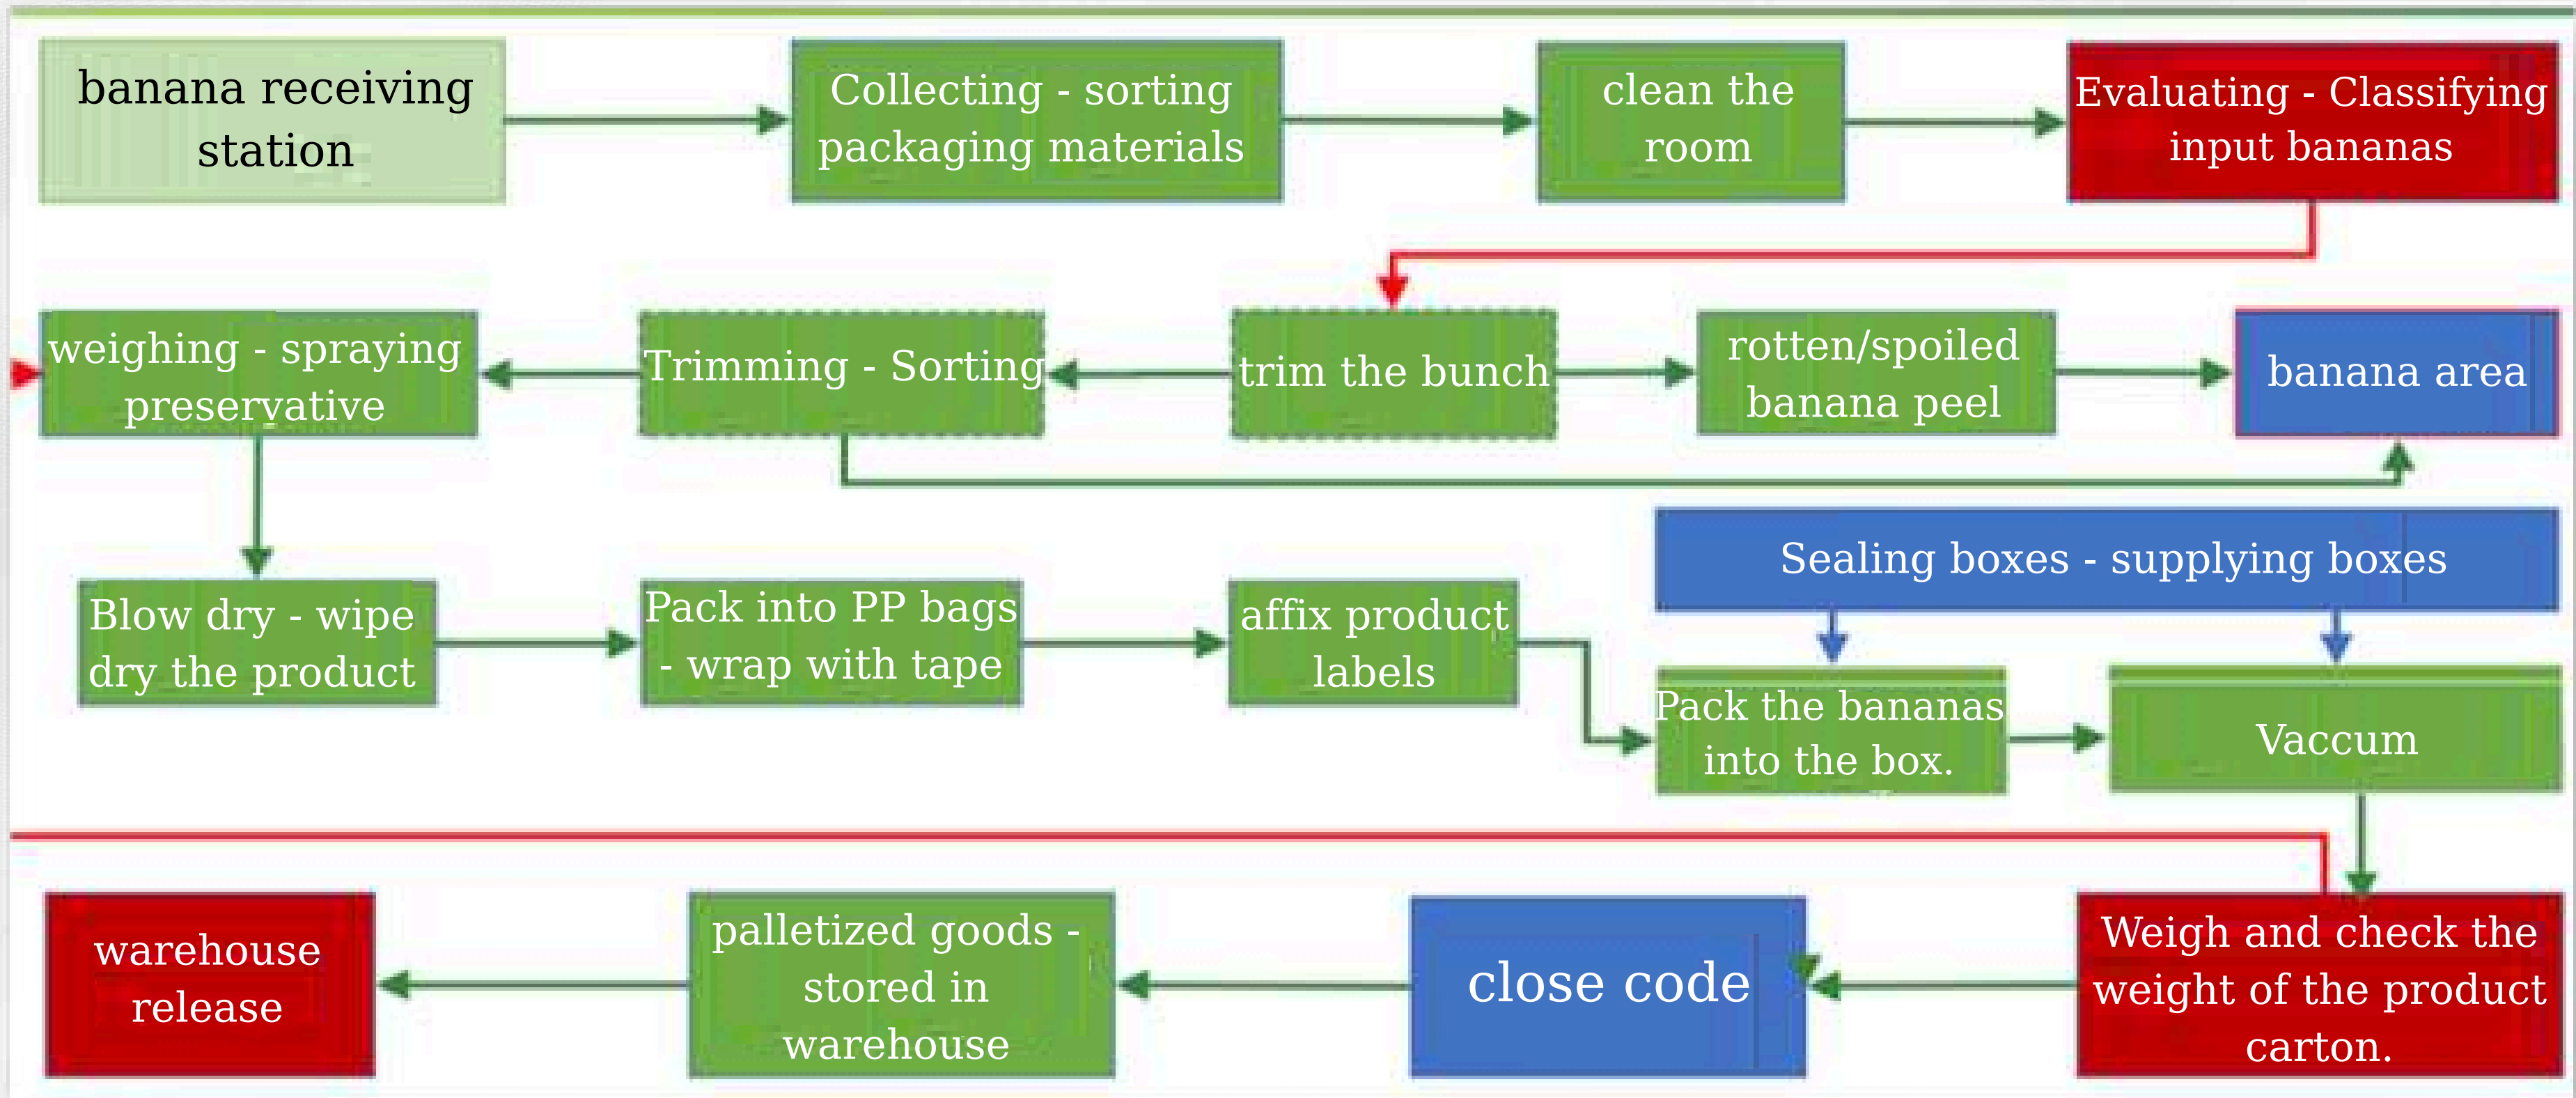 banana receiving
station
Collecting - sorting
packaging materials
clean the
room
Evaluating - Classifying
input bananas
weighing - spraying
preservative
Trimming - Sorting
trim the bunch
rotten/spoiled
banana peel
banana area
Sealing boxes - supplying boxes
Blow dry - wipe
dry the product
Pack into PP bags
- wrap with tape
affix product
labels
Pack the bananas
into the box.
Vaccum
warehouse
release
palletized goods -
stored in
warehouse
close code
Weigh and check the
weight of the product
carton.